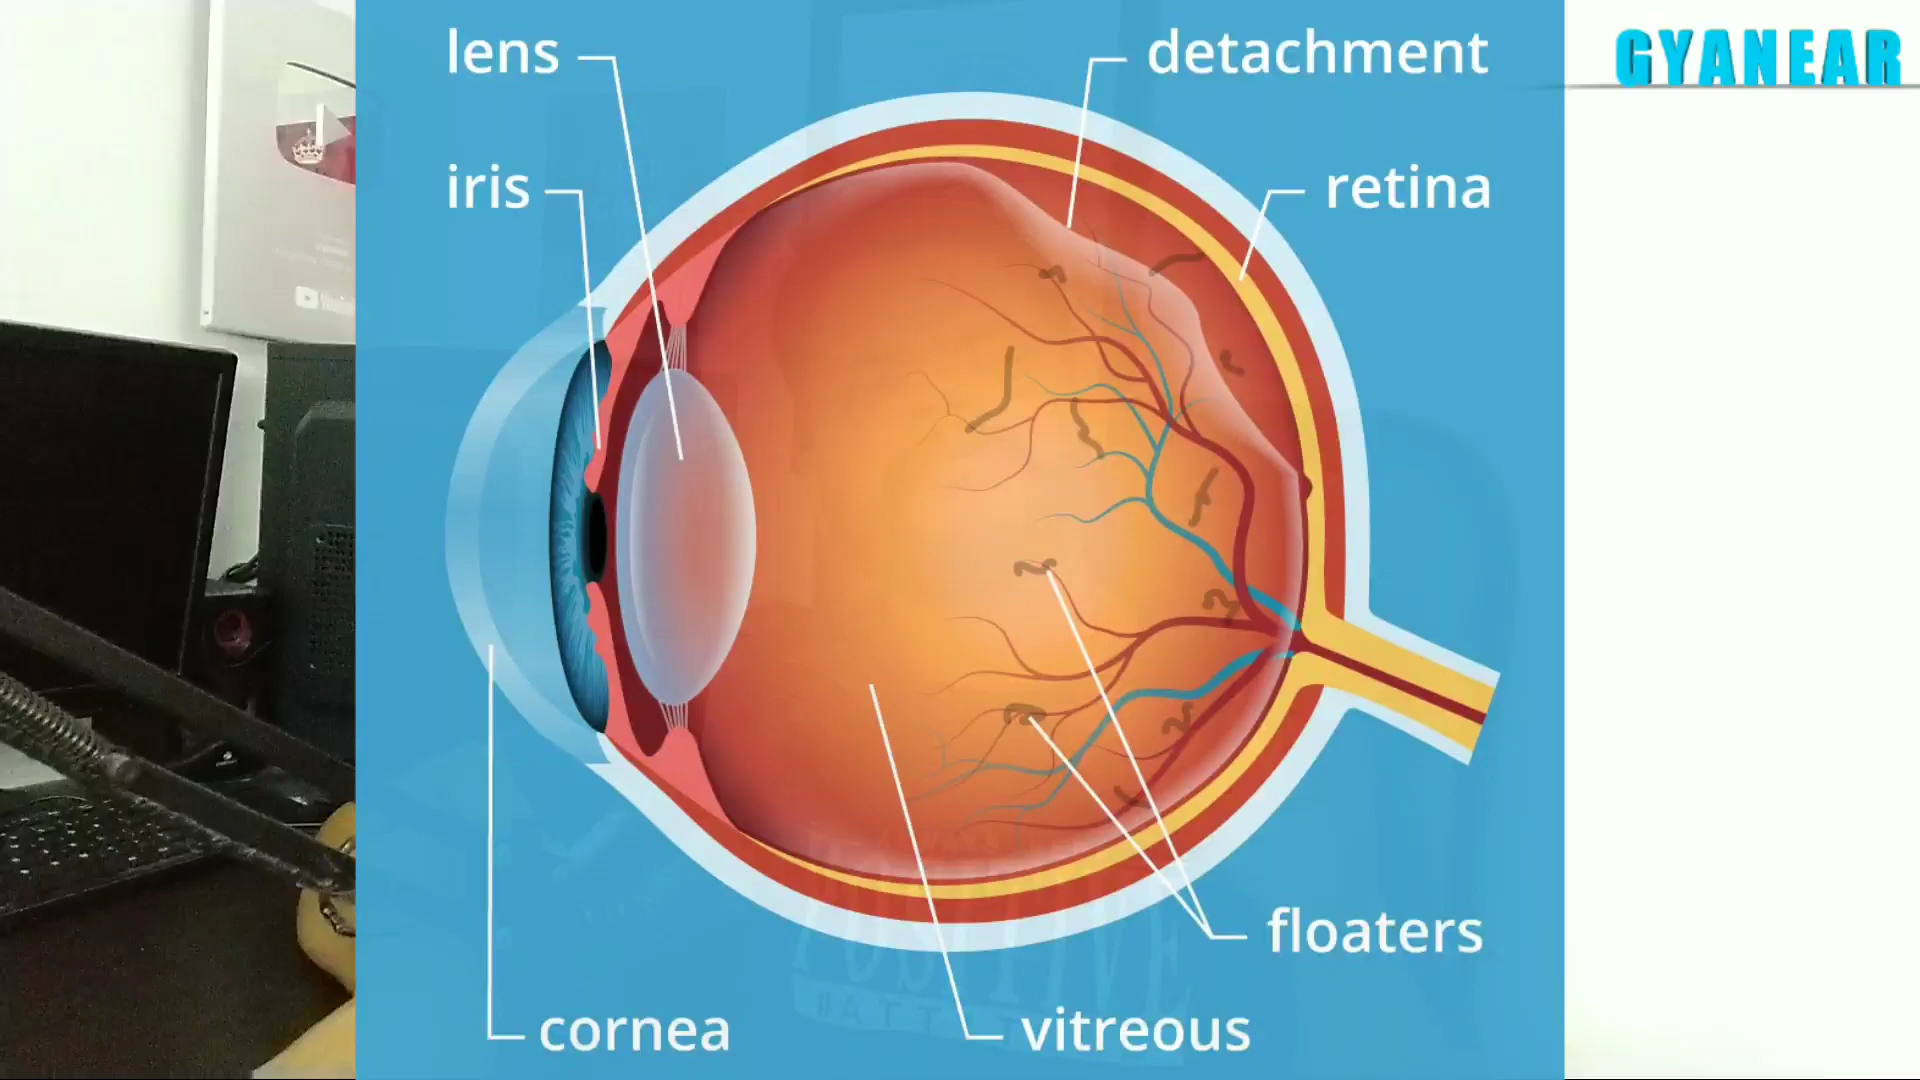 lens
detachment
GYANEAR
iris
retina
floaters
cornea
vitreous